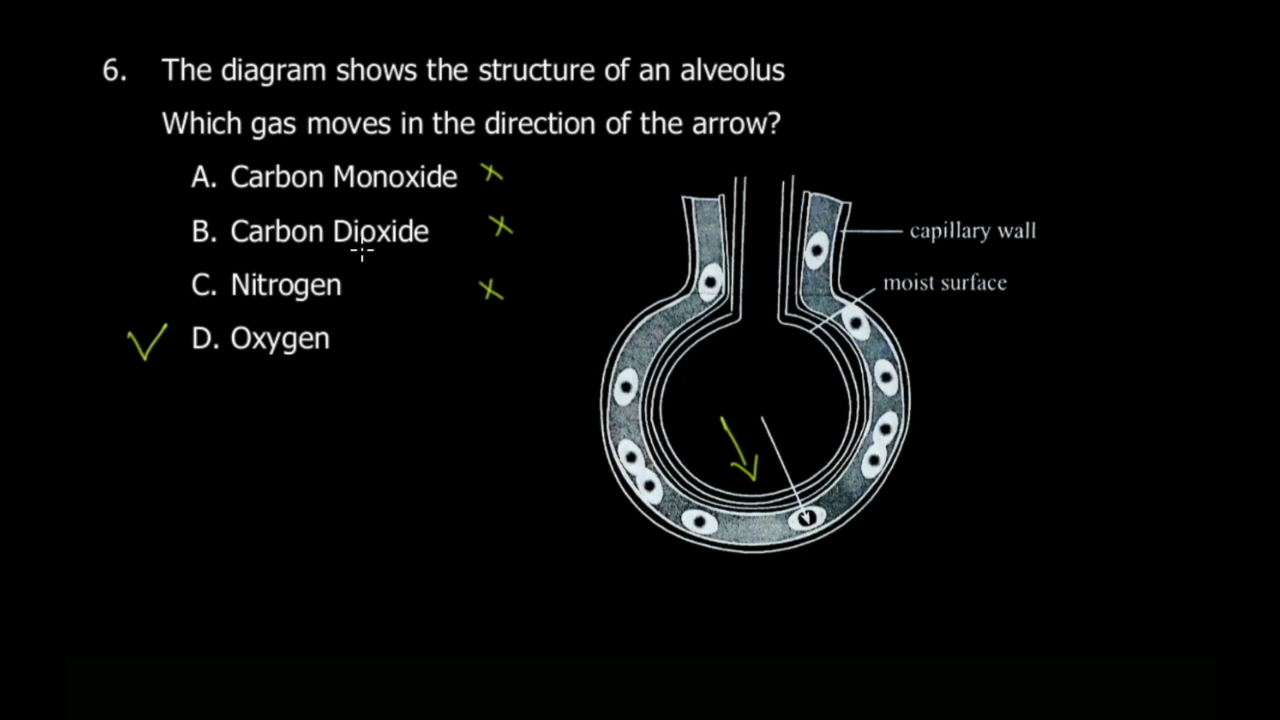 6. The diagram shows the structure of an alveolus
Which gas moves in the direction of the arrow?
A. Carbon Monoxide
B. Carbon Dioxide
C. Nitrogen
D. Oxygen
capillary wall
moist surface